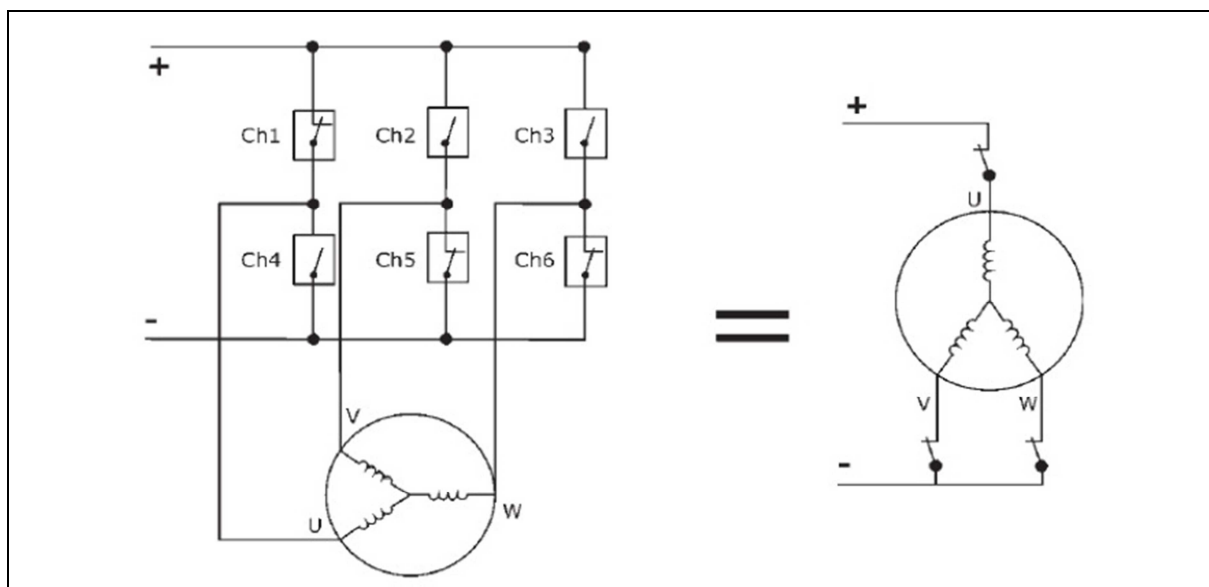 +
Ch1
Ch2
Ch3
Ch4
Ch5
Ch6
-
V
U
W
=
+
U
V
W
-